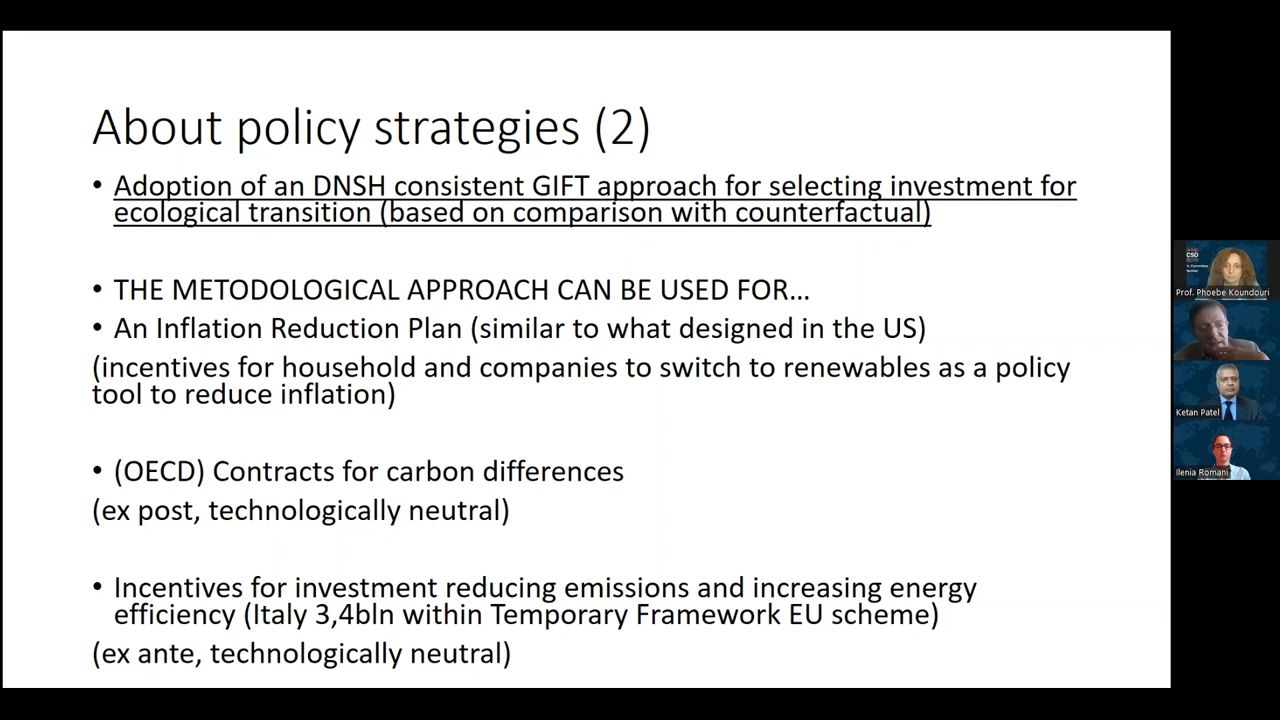 About policy strategies (2)
• Adoption of an DNSH consistent GIFT approach for selecting investment for
ecological transition (based on comparison with counterfactual)
• THE METODOLOGICAL APPROACH CAN BE USED FOR…
• An Inflation Reduction Plan (similar to what designed in the US)
(incentives for household and companies to switch to renewables as a policy
tool to reduce inflation)
• (OECD) Contracts for carbon differences
(ex post, technologically neutral)
• Incentives for investment reducing emissions and increasing energy
efficiency (Italy 3,4bln within Temporary Framework EU scheme)
(ex ante, technologically neutral)
CSD
Prof. Phoebe Koundouri
Ketan Patel
Ilenia Romani